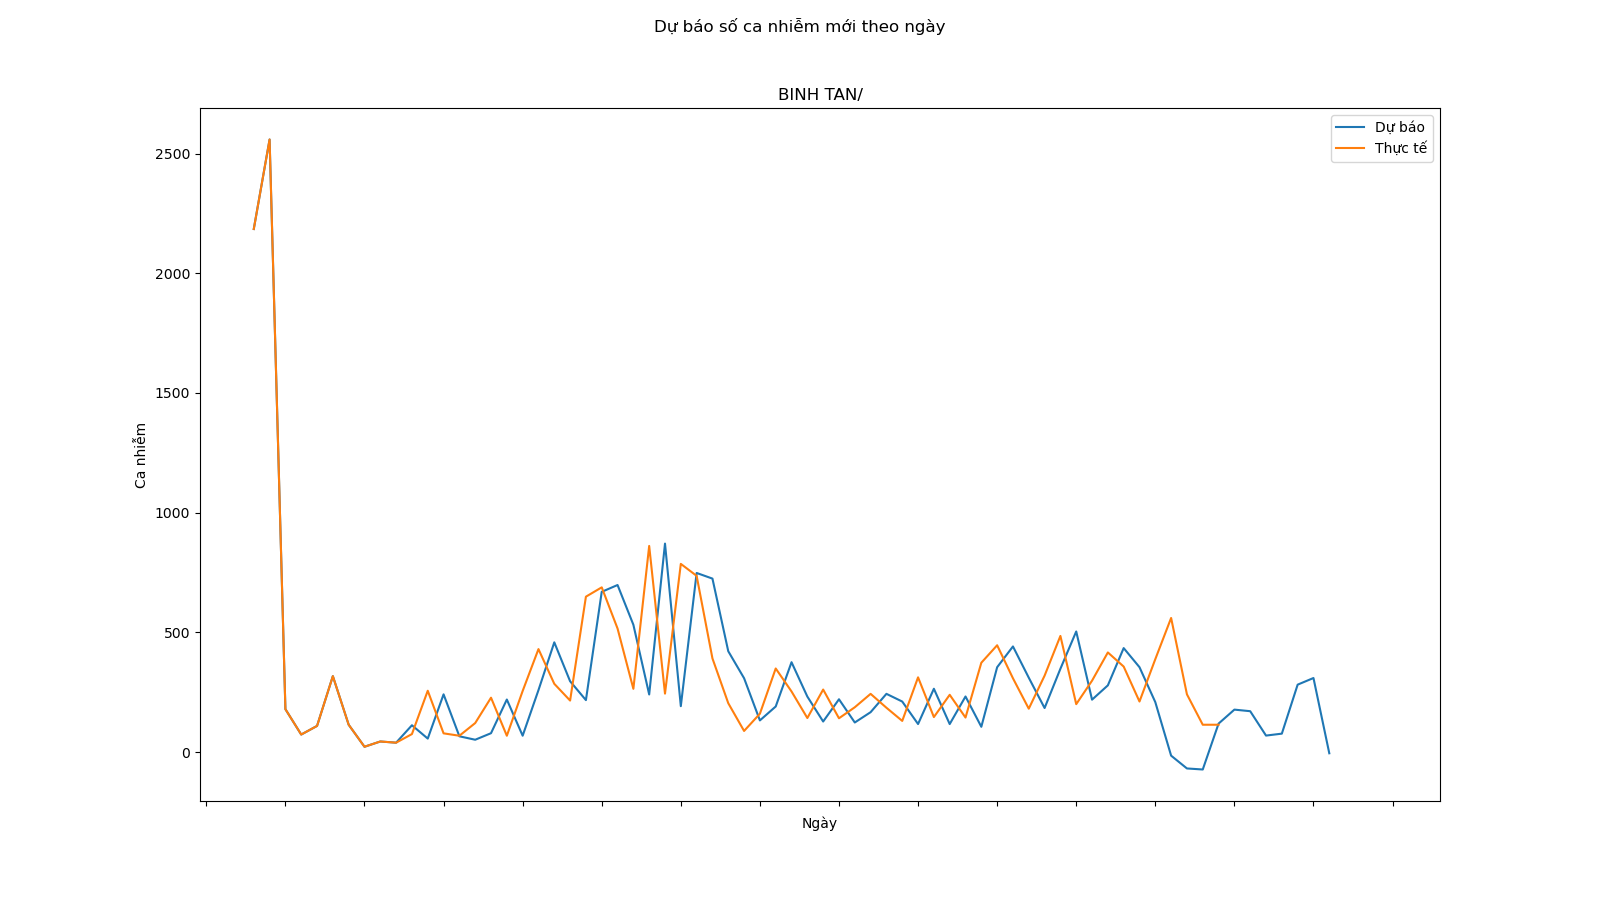 Dự báo số ca nhiễm mới theo ngày
BINH TAN/
Dự báo
Thực tế
2500
2000
1500
1000
500
0
Ca nhiễm
Ngày